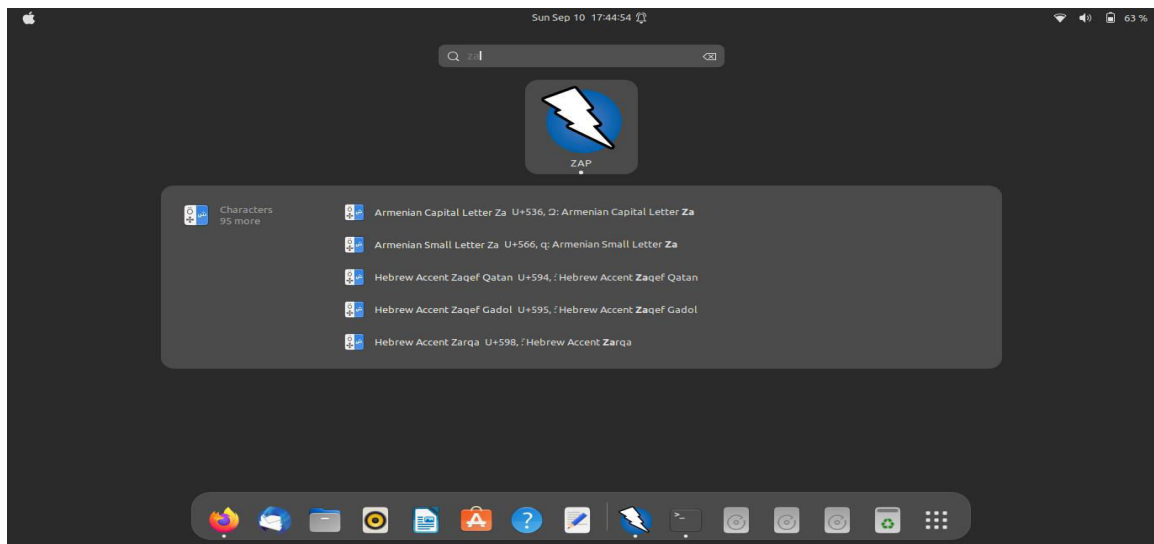 Sun Sep 10 17:44:54
63 %
za
ZAP
Characters
95 more
Armenian Capital Letter Za U+536, Զ: Armenian Capital Letter Za
Armenian Small Letter Za U+566, զ: Armenian Small Letter Za
Hebrew Accent Zaqef Qatan U+594, : Hebrew Accent Zaqef Qatan
Hebrew Accent Zaqef Gadol U+595, : Hebrew Accent Zaqef Gadol
Hebrew Accent Zarqa U+598, : Hebrew Accent Zarqa